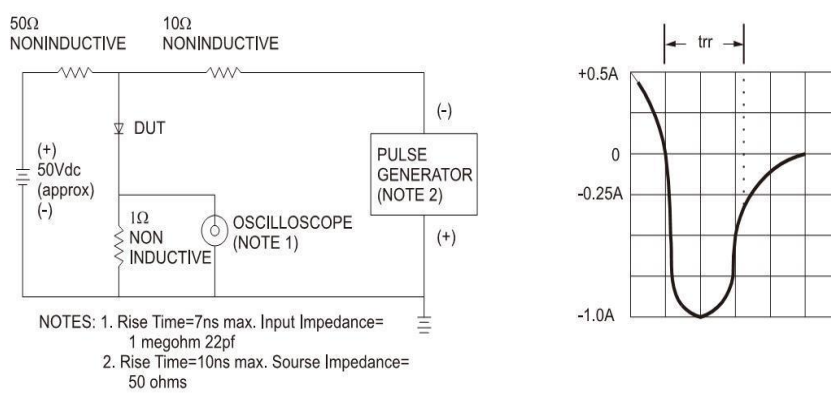 50Ω
NONINDUCTIVE
10Ω
NONINDUCTIVE
DUT
(+)
50Vdc
(approx)
(-)
1Ω
NON
INDUCTIVE
OSCILLOSCOPE
(NOTE 1)
(-)
PULSE
GENERATOR
(NOTE 2)
(+)
NOTES: 1. Rise Time=7ns max. Input Impedance=
1 megohm 22pf
2. Rise Time=10ns max. Sourse Impedance=
50 ohms
trr
+0.5A
0
-0.25A
-1.0A